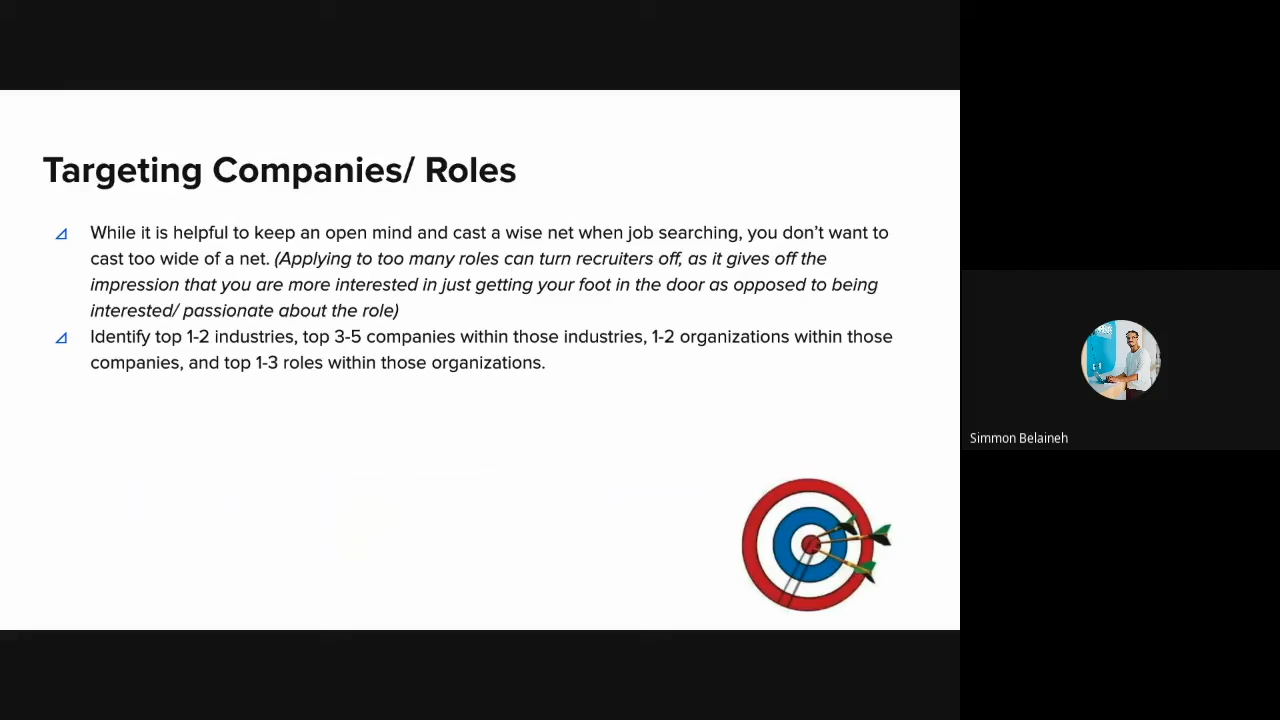 Targeting Companies/ Roles
While it is helpful to keep an open mind and cast a wise net when job searching, you don't want to
cast too wide of a net. (Applying to too many roles can turn recruiters off, as it gives off the
impression that you are more interested in just getting your foot in the door as opposed to being
interested/ passionate about the role)
Identify top 1-2 industries, top 3-5 companies within those industries, 1-2 organizations within those
companies, and top 1-3 roles within those organizations.
Simmon Belaineh